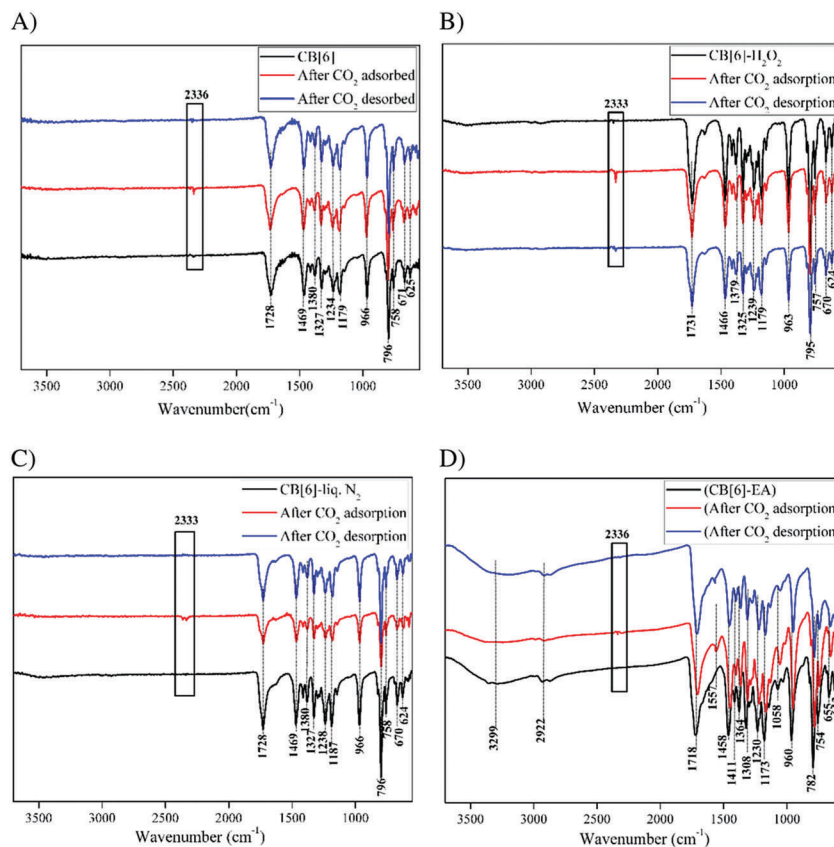 A)
CB[6]
After CO2 adsorbed
After CO2 desorbed
2336
1728
1469
1380
1327
1234
1179
966
796
758
671
625
3500 3000 2500 2000 1500 1000
Wavenumber(cm-1)
B)
CB[6]-H2O2
After CO2 adsorption
After CO2 desorption
2333
1731
1466
1379
1325
1239
1179
963
795
757
670
624
3500 3000 2500 2000 1500 1000
Wavenumber (cm-1)
C)
CB[6]-liq. N2
After CO2 adsorption
After CO2 desorption
2333
1728
1469
1380
1327
1238
1187
966
796
758
670
624
3500 3000 2500 2000 1500 1000
Wavenumber (cm-1)
D)
(CB[6]-EA)
(After CO2 adsorption
(After CO2 desorption
2336
3299
2922
1718
1557
1458
1411
1364
1308
1230
1173
1058
960
782
754
655
3500 3000 2500 2000 1500 1000
Wavenumber (cm-1)